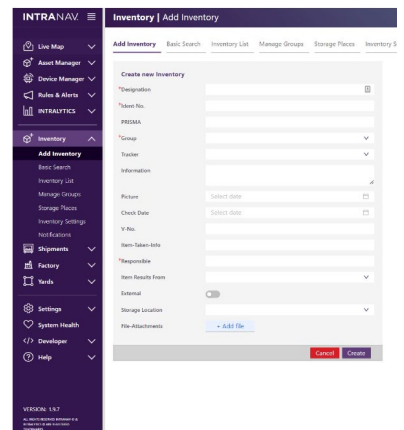 INTRANAV.
Inventory | Add Inventory
Live Map
Asset Manager
Device Manager
Rules & Alerts
INTRALYTICS
Inventory
Add Inventory
Basic Search
Inventory List
Manage Groups
Storage Places
Inventory Settings
Notifications
Shipments
Factory
Yards
Settings
System Health
Developer
Help
VERSION: 1.9.7
ALL RIGHTS RESERVED INTRANAV ©&
Add Inventory Basic Search Inventory List Manage Groups Storage Places Inventory S
Create new Inventory
*Designation
*Ident No.
PRISMA
*Group
Tracker
Information
Picture Select date
Check Date Select date
V-No.
Item-Taken-Info
*Responsible
Item Results From
External
Storage Location
File-Attachments + Add file
Cancel Create